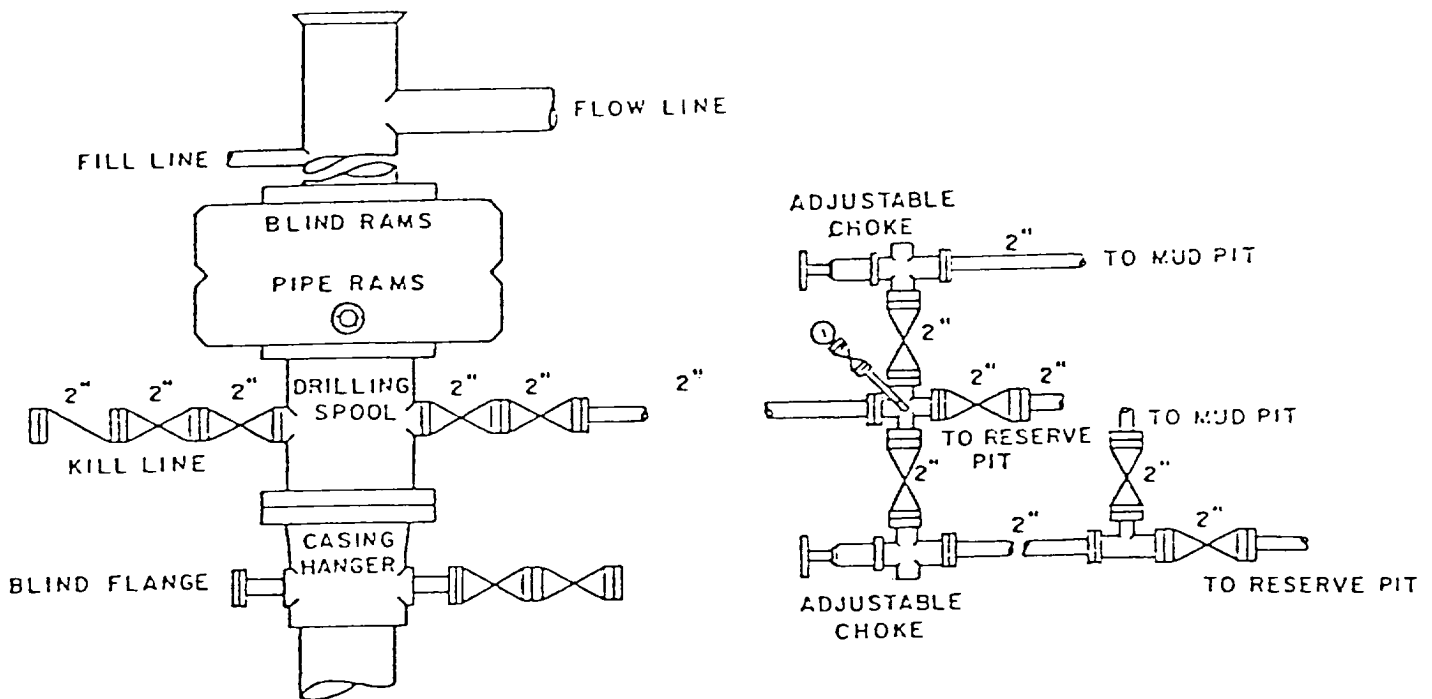 FLOW LINE
FILL LINE
BLIND RAMS
PIPE RAMS
2" 2" 2"
DRILLING
SPOOL
2" 2" 2"
KILL LINE
CASING
HANGER
BLIND FLANGE
ADJUSTABLE
CHOKE
2"
TO MUD PIT
2"
2" 2"
TO RESERVE
PIT
TO MUD PIT
2"
2"
2"
2"
TO RESERVE PIT
ADJUSTABLE
CHOKE